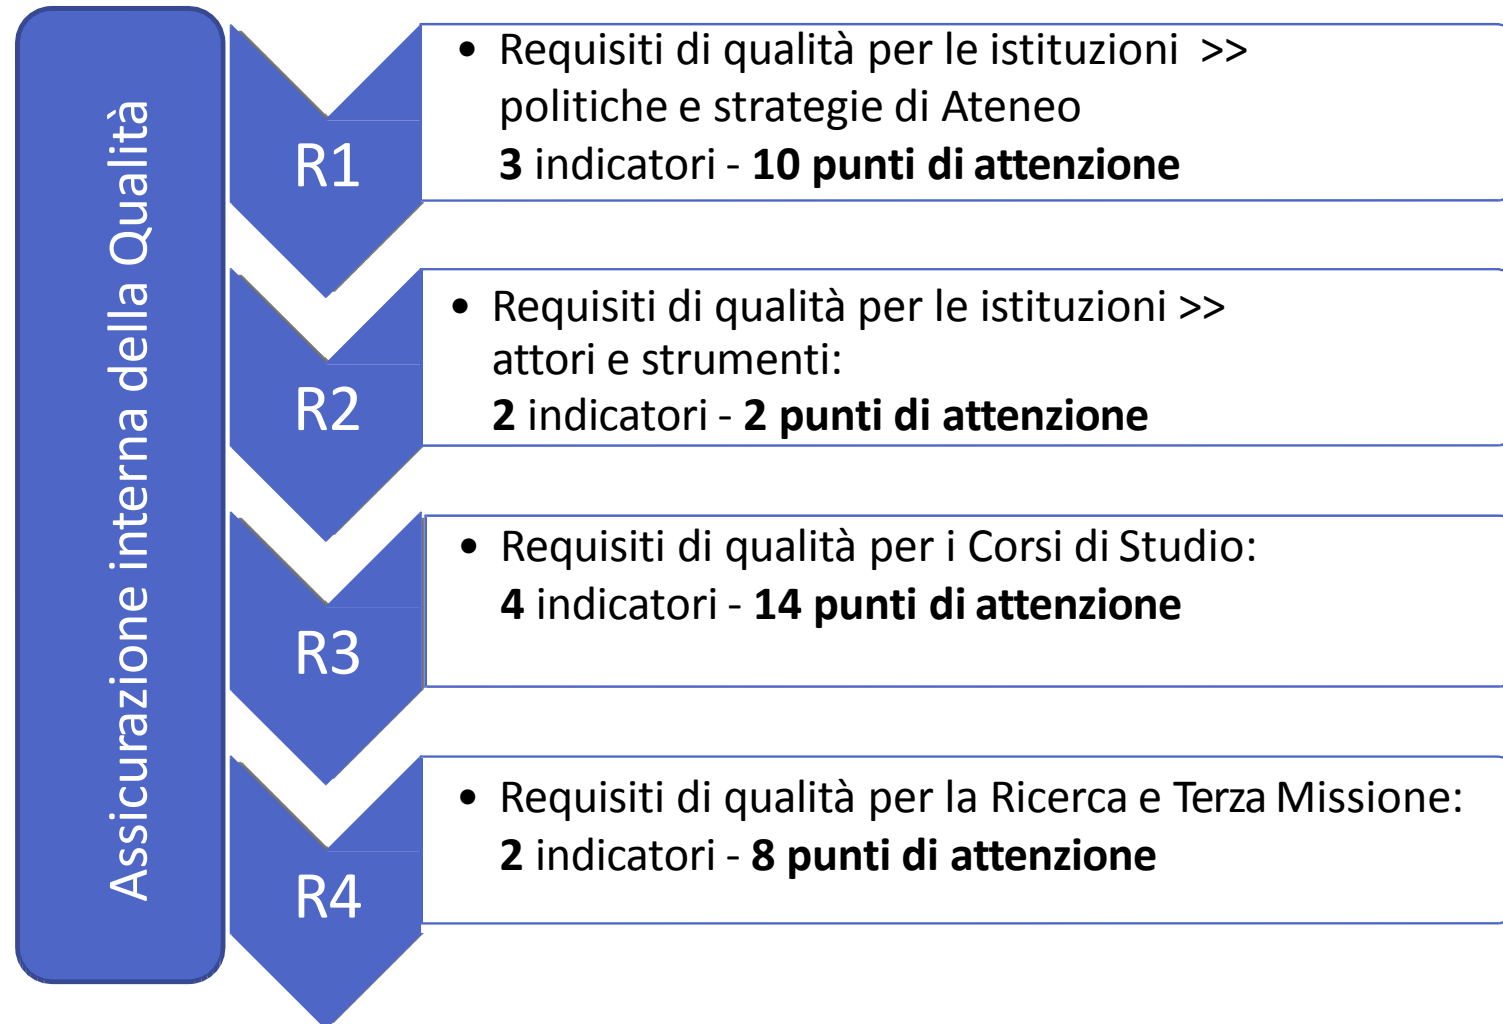 Assicurazione interna della Qualità
R1
• Requisiti di qualità per le istituzioni >>
politiche e strategie di Ateneo
3 indicatori - 10 punti di attenzione
R2
• Requisiti di qualità per le istituzioni >>
attori e strumenti:
2 indicatori - 2 punti di attenzione
R3
• Requisiti di qualità per i Corsi di Studio:
4 indicatori - 14 punti di attenzione
R4
• Requisiti di qualità per la Ricerca e Terza Missione:
2 indicatori - 8 punti di attenzione